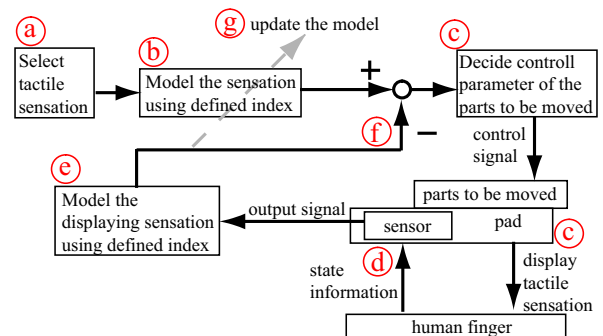 a
Select
tactile
sensation
b
Model the sensation
using defined index
g update the model
+
c
Decide controll
parameter of the
parts to be moved
f
−
control
signal
e
Model the
displaying sensation
using defined index
output signal
parts to be moved
sensor
pad
c
d
state
information
display
tactile
sensation
human finger